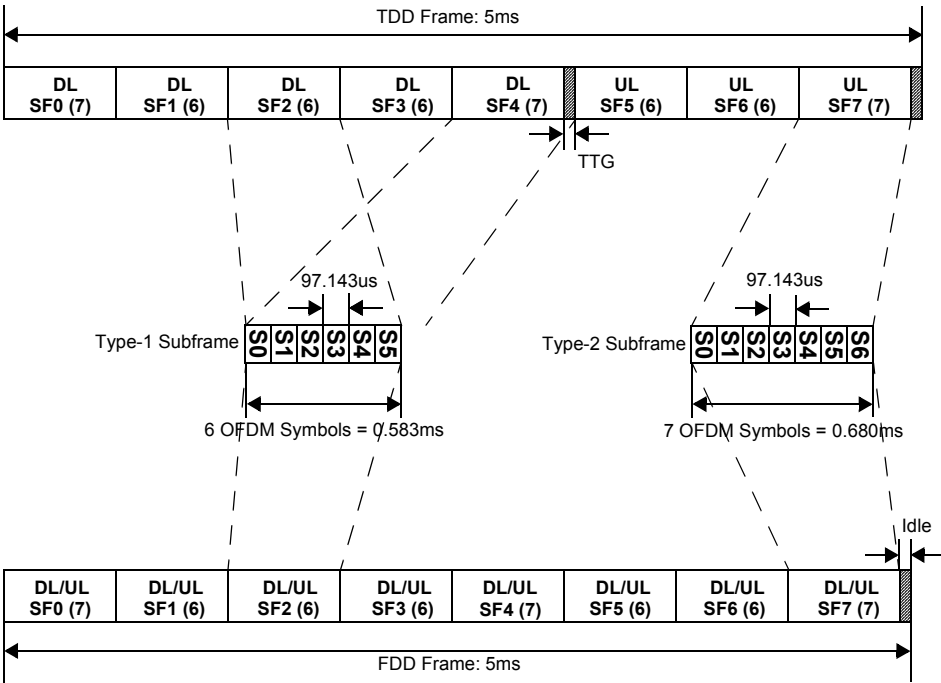 TDD Frame: 5ms
DL SF0 (7)
DL SF1 (6)
DL SF2 (6)
DL SF3 (6)
DL SF4 (7)
UL SF5 (6)
UL SF6 (6)
UL SF7 (7)
TTG
97.143us
97.143us
Type-1 Subframe
S0 S1 S2 S3 S4 S5
Type-2 Subframe
S0 S1 S2 S3 S4 S5 S6
6 OFDM Symbols = 0.583ms
7 OFDM Symbols = 0.680ms
Idle
DL/UL SF0 (7)
DL/UL SF1 (6)
DL/UL SF2 (6)
DL/UL SF3 (6)
DL/UL SF4 (7)
DL/UL SF5 (6)
DL/UL SF6 (6)
DL/UL SF7 (7)
FDD Frame: 5ms